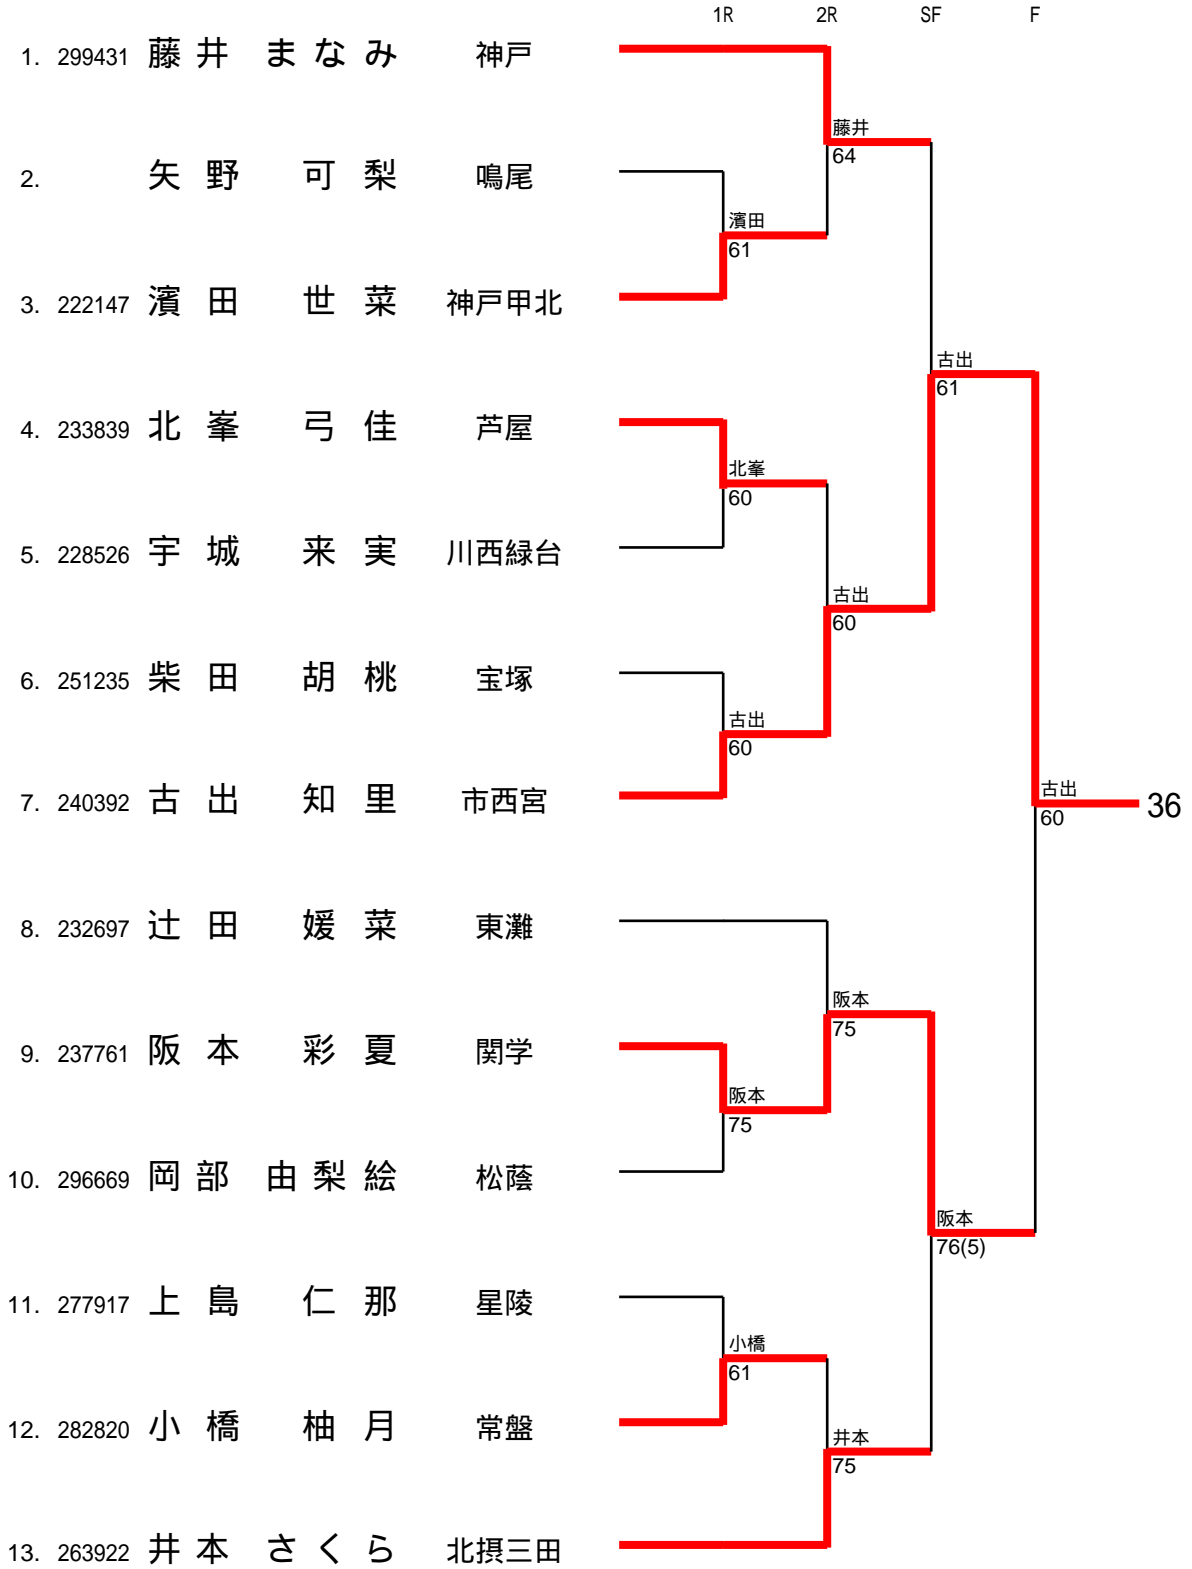 1R 2R SF F
1. 299431 藤井 まなみ 神戸
藤井
64
2. 矢野 可梨 鳴尾
濱田
61
3. 222147 濱田 世菜 神戸甲北
古出
61
4. 233839 北峯 弓佳 芦屋
北峯
60
5. 228526 宇城 来実 川西緑台
古出
60
6. 251235 柴田 胡桃 宝塚
古出
60
7. 240392 古出 知里 市西宮
古出
60
36
8. 232697 辻田 媛菜 東灘
阪本
75
9. 237761 阪本 彩夏 関学
阪本
75
10. 296669 岡部 由梨絵 松蔭
阪本
76(5)
11. 277917 上島 仁那 星陵
小橋
61
12. 282820 小橋 柚月 常盤
井本
75
13. 263922 井本 さくら 北摂三田